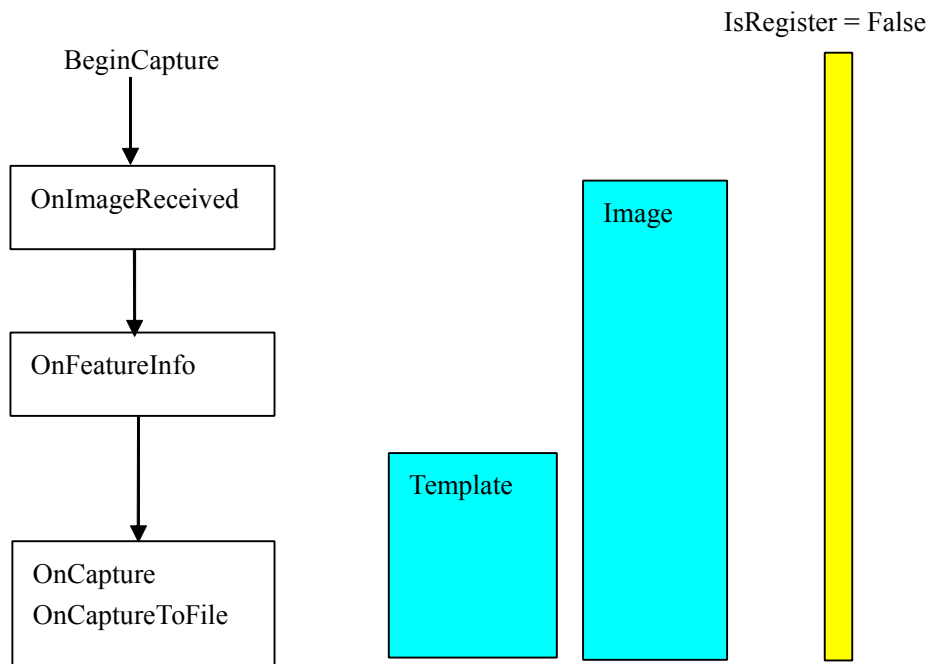 IsRegister = False
BeginCapture
OnImageReceived
Image
OnFeatureInfo
Template
OnCapture
OnCaptureToFile